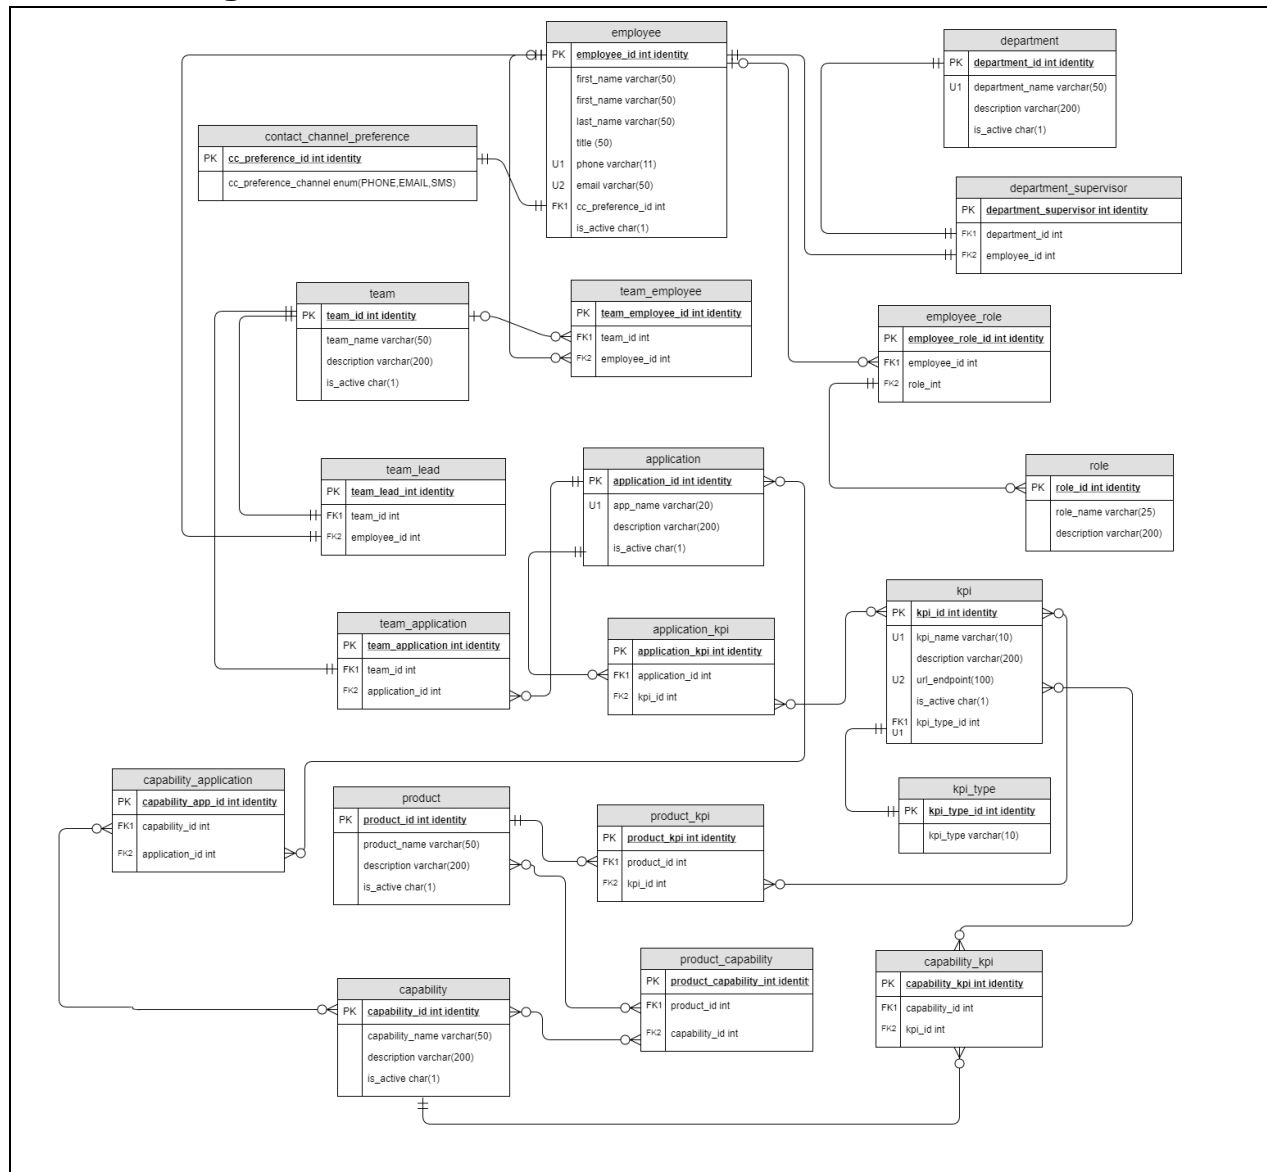 employee
PK employee_id int identity
first_name varchar(50)
first_name varchar(50)
last_name varchar(50)
title (50)
U1 phone varchar(11)
U2 email varchar(50)
FK1 cc_preference_id int
is_active char(1)
department
PK department_id int identity
U1 department_name varchar(50)
description varchar(200)
is_active char(1)
contact_channel_preference
PK cc_preference_id int identity
cc_preference_channel enum(PHONE,EMAIL,SMS)
department_supervisor
PK department_supervisor int identity
FK1 department_id int
FK2 employee_id int
team
PK team_id int identity
team_name varchar(50)
description varchar(200)
is_active char(1)
team_employee
PK team_employee_id int identity
FK1 team_id int
FK2 employee_id int
employee_role
PK employee_role_id int identity
FK1 employee_id int
FK2 role_int
team_lead
PK team_lead_int identity
FK1 team_id int
FK2 employee_id int
application
PK application_id int identity
U1 app_name varchar(20)
description varchar(200)
is_active char(1)
role
PK role_id int identity
role_name varchar(25)
description varchar(200)
team_application
PK team_application int identity
FK1 team_id int
FK2 application_id int
application_kpi
PK application_kpi int identity
FK1 application_id int
FK2 kpi_id int
kpi
PK kpi_id int identity
U1 kpi_name varchar(10)
description varchar(200)
U2 url_endpoint(100)
is_active char(1)
FK1 kpi_type_id int
U1
capability_application
PK capability_app_id int identity
FK1 capability_id int
FK2 application_id int
product
PK product_id int identity
product_name varchar(50)
description varchar(200)
is_active char(1)
product_kpi
PK product_kpi int identity
FK1 product_id int
FK2 kpi_id int
kpi_type
PK kpi_type_id int identity
kpi_type varchar(10)
capability
PK capability_id int identity
capability_name varchar(50)
description varchar(200)
is_active char(1)
product_capability
PK product_capability_int identit
FK1 product_id int
FK2 capability_id int
capability_kpi
PK capability_kpi int identity
FK1 capability_id int
FK2 kpi_id int